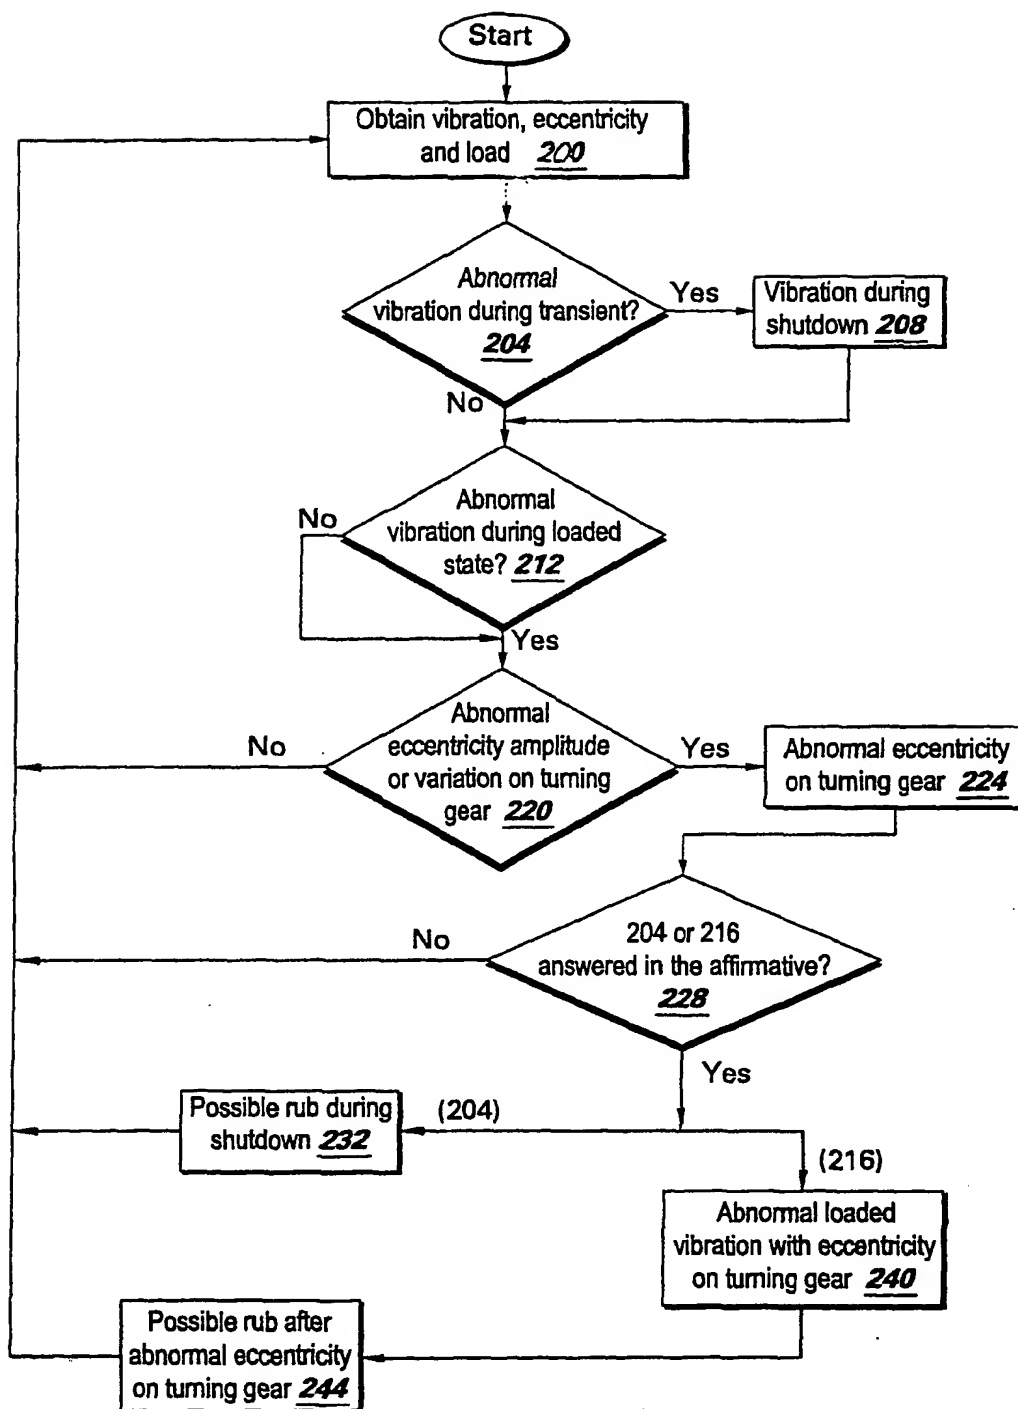 Start
Obtain vibration, eccentricity
and load 200
Abnormal
vibration during transient?
204
Yes
Vibration during
shutdown 208
No
Abnormal
vibration during loaded
state? 212
No
Yes
Abnormal
eccentricity amplitude
or variation on turning
gear 220
No
Yes
Abnormal eccentricity
on turning gear 224
204 or 216
answered in the affirmative?
228
No
Yes
Possible rub during
shutdown 232
(204)
(216)
Abnormal loaded
vibration with eccentricity
on turning gear 240
Possible rub after
abnormal eccentricity
on turning gear 244